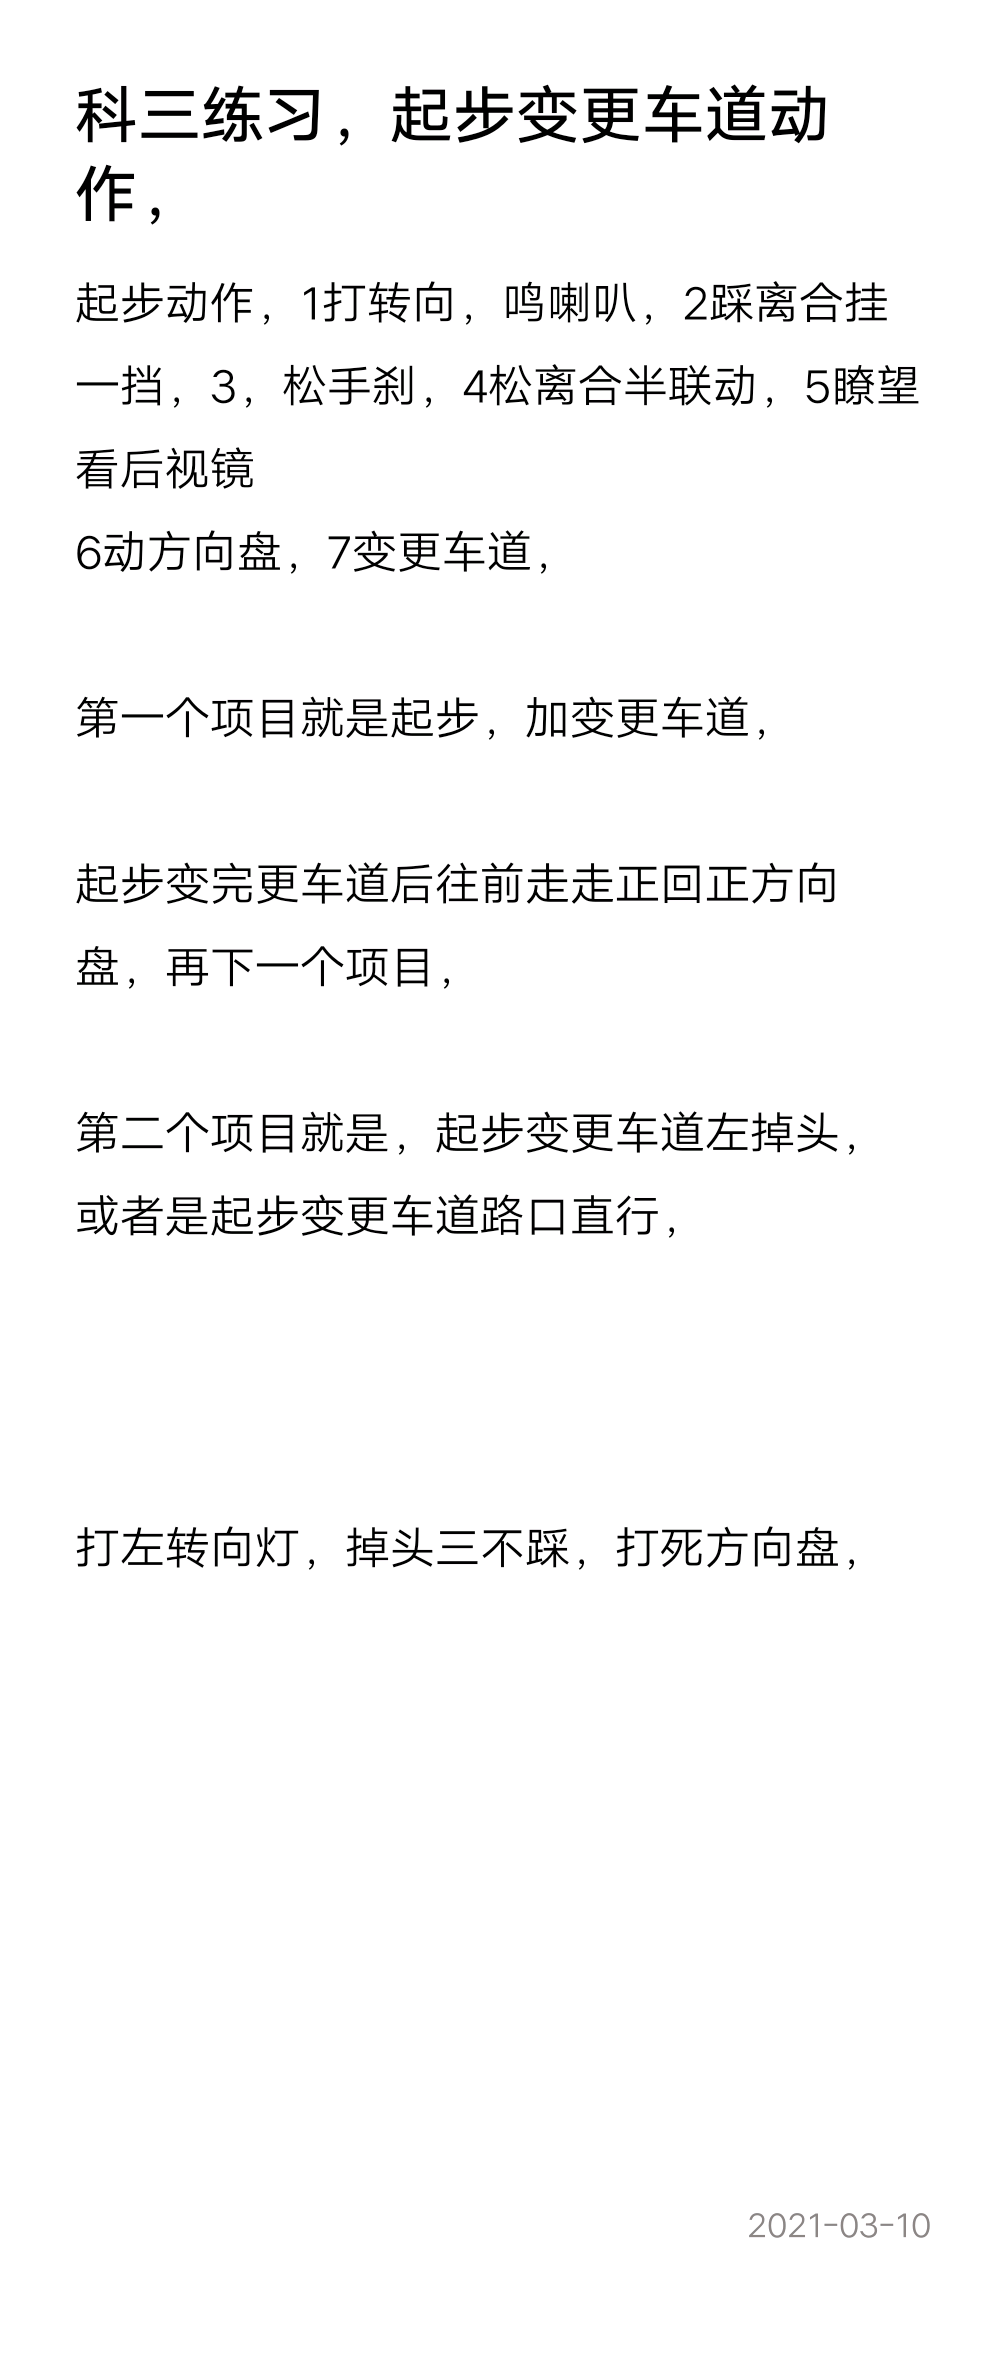 科三练习，起步变更车道动
作，
起步动作，1打转向，鸣喇叭，2踩离合挂
一挡，3，松手刹，4松离合半联动，5瞭望
看后视镜
6动方向盘，7变更车道，
第一个项目就是起步，加变更车道，
起步变完更车道后往前走走正回正方向
盘，再下一个项目，
第二个项目就是，起步变更车道左掉头，
或者是起步变更车道路口直行，
打左转向灯，掉头三不踩，打死方向盘，
2021-03-10